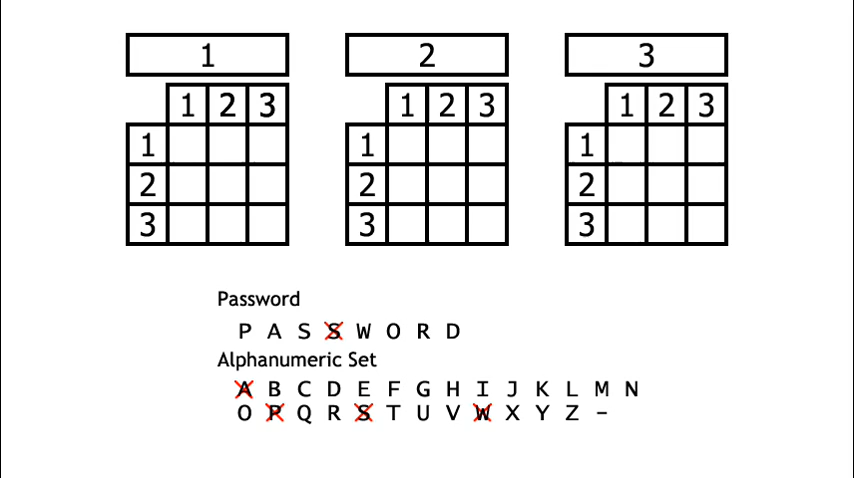 1 2 3
1 2 3 1 2 3 1 2 3
1 1 1
2 2 2
3 3 3
Password
P A S S W O R D
Alphanumeric Set
A B C D E F G H I J K L M N
O P Q R S T U V W X Y Z –